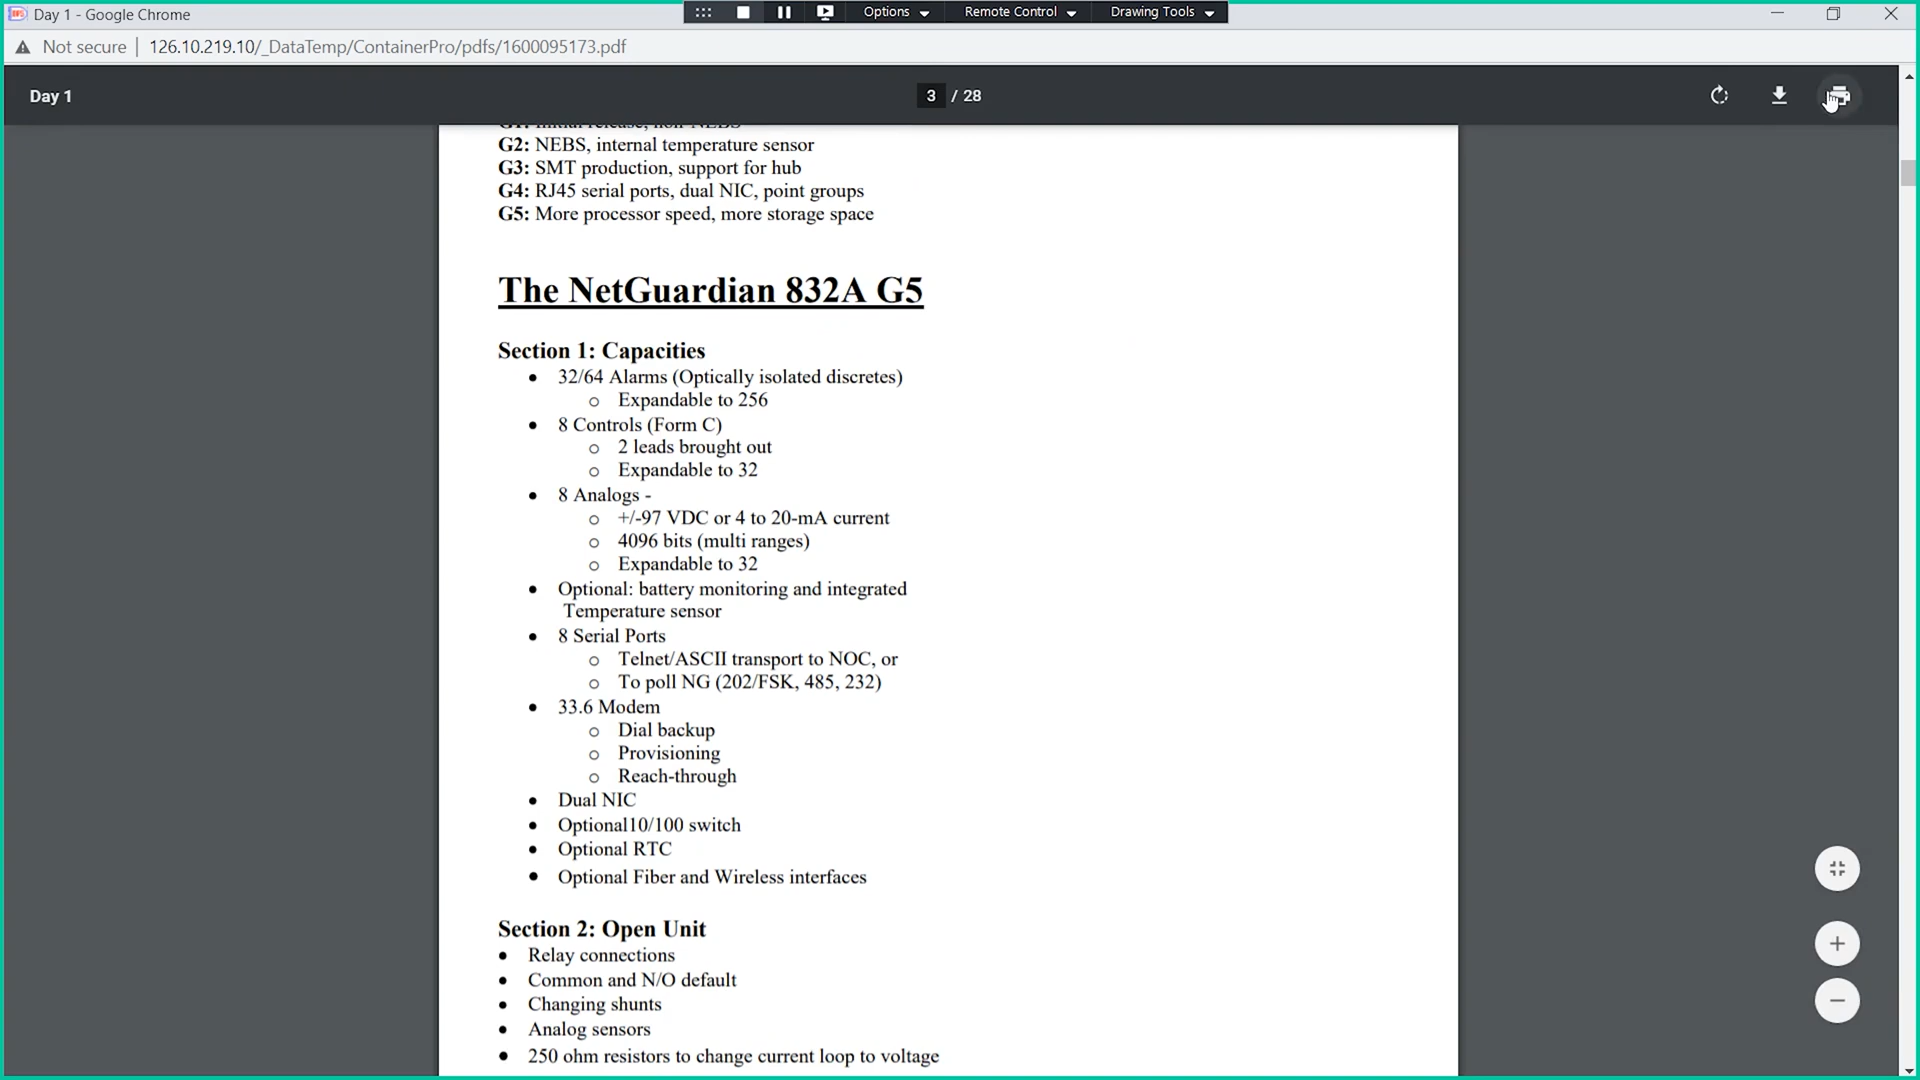 Day 1 - Google Chrome
Options
Remote Control
Drawing Tools
Not secure | 126.10.219.10/_DataTemp/ContainerPro/pdfs/1600095173.pdf
Day 1
3 / 28
G1: Initial release, non-NEBS
G2: NEBS, internal temperature sensor
G3: SMT production, support for hub
G4: RJ45 serial ports, dual NIC, point groups
G5: More processor speed, more storage space
The NetGuardian 832A G5
Section 1: Capacities
• 32/64 Alarms (Optically isolated discretes)
o Expandable to 256
• 8 Controls (Form C)
o 2 leads brought out
o Expandable to 32
• 8 Analogs -
o +/-97 VDC or 4 to 20-mA current
o 4096 bits (multi ranges)
o Expandable to 32
• Optional: battery monitoring and integrated
Temperature sensor
• 8 Serial Ports
o Telnet/ASCII transport to NOC, or
o To poll NG (202/FSK, 485, 232)
• 33.6 Modem
o Dial backup
o Provisioning
o Reach-through
• Dual NIC
• Optional10/100 switch
• Optional RTC
• Optional Fiber and Wireless interfaces
Section 2: Open Unit
• Relay connections
• Common and N/O default
• Changing shunts
• Analog sensors
• 250 ohm resistors to change current loop to voltage